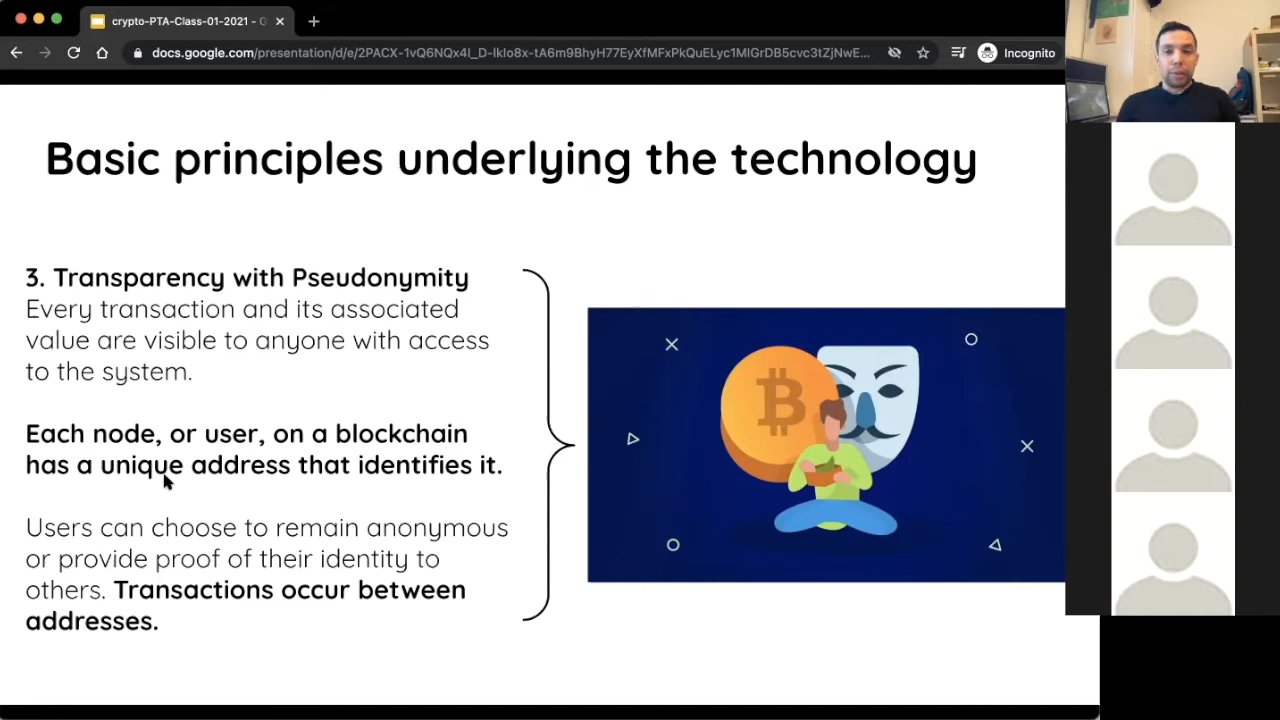 crypto-PTA-Class-01-2021 - G
docs.google.com/presentation/d/e/2PACX-1vQ6NQx4I_D-lkIo8x-tA6m9BhyH77EyXfMFxPkQuELyc1MIGrDB5cvc3tZjNwE...
Incognito
Basic principles underlying the technology
3. Transparency with Pseudonymity
Every transaction and its associated
value are visible to anyone with access
to the system.
Each node, or user, on a blockchain
has a unique address that identifies it.
Users can choose to remain anonymous
or provide proof of their identity to
others. Transactions occur between
addresses.